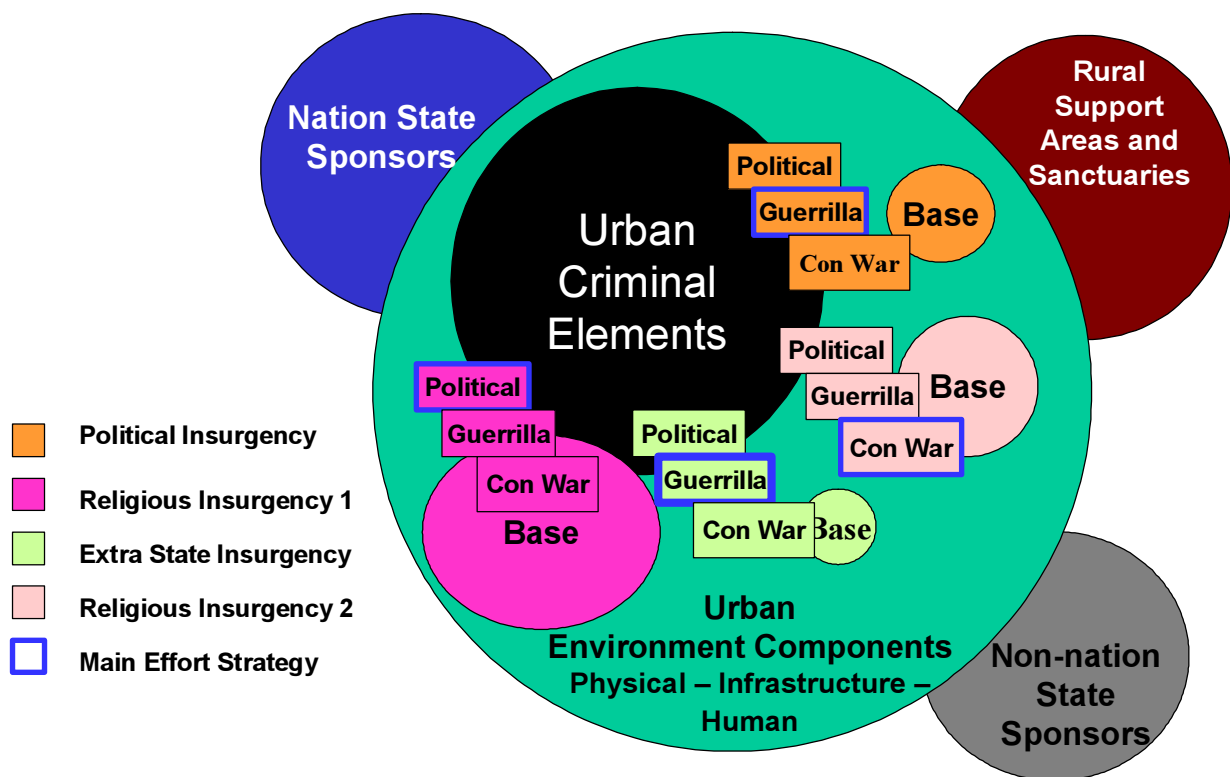 Nation State
Sponsors
Rural
Support
Areas and
Sanctuaries
Urban
Criminal
Elements
Political
Guerrilla
Con War
Base
Political
Guerrilla
Con War
Base
Political
Guerrilla
Con War
Base
Political
Guerrilla
Con War
Base
Political Insurgency
Religious Insurgency 1
Extra State Insurgency
Religious Insurgency 2
Main Effort Strategy
Urban
Environment Components
Physical – Infrastructure –
Human
Non-nation
State
Sponsors